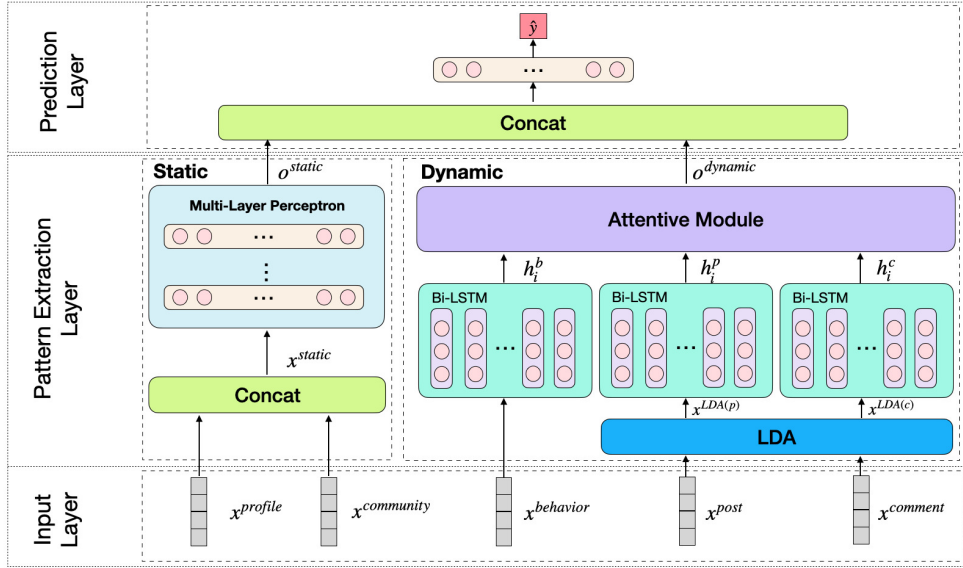 Prediction Layer
ŷ
...
Concat
o^static
o^dynamic
Pattern Extraction Layer
Static
Dynamic
Multi-Layer Perceptron
...
⋮
...
Attentive Module
h_i^b
h_i^p
h_i^c
Bi-LSTM
Bi-LSTM
Bi-LSTM
...
...
...
x^static
Concat
x^LDA(p)
x^LDA(c)
LDA
Input Layer
x^profile
x^community
x^behavior
x^post
x^comment